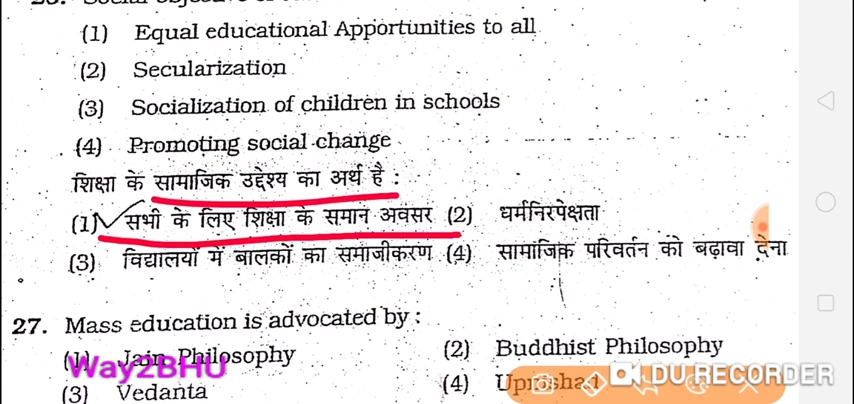 (1) Equal educational Apportunities to all
(2) Secularization
(3) Socialization of children in schools
(4) Promoting social change
शिक्षा के सामाजिक उद्देश्य का अर्थ है :
(1) सभी के लिए शिक्षा के समान अवसर (2) धर्मनिरपेक्षता
(3) विद्यालयों में बालकों का समाजीकरण (4) सामाजिक परिवर्तन को बढ़ावा देना
27. Mass education is advocated by :
(1) Jain Philosophy (2) Buddhist Philosophy
Way2BHU
(3) Vedanta (4)
DU RECORDER